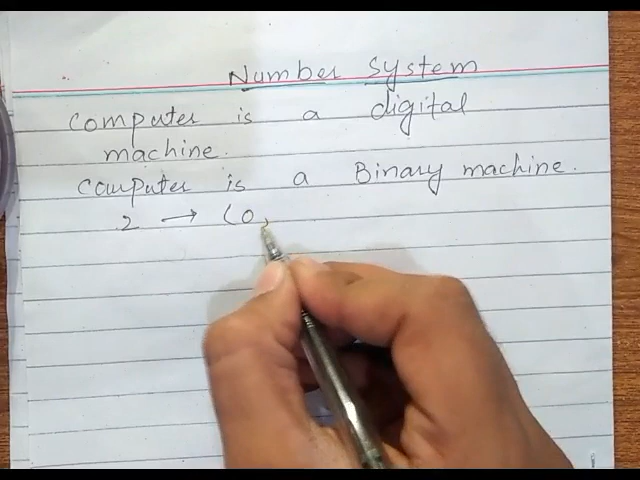 Number System
Computer is a digital
machine.
Computer is a Binary machine.
2 → (0,